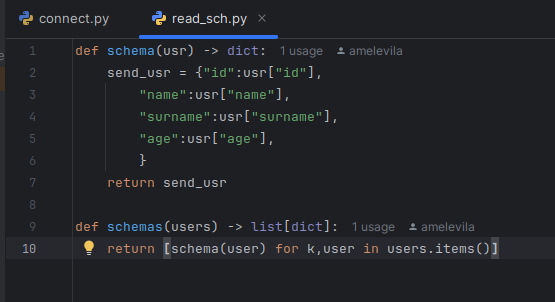 connect.py read_sch.py ×
1 def schema(usr) -> dict: 1 usage amelevila
2 send_usr = {"id":usr["id"],
3 "name":usr["name"],
4 "surname":usr["surname"],
5 "age":usr["age"],
6 }
7 return send_usr
8
9 def schemas(users) -> list[dict]: 1 usage amelevila
10 return [schema(user) for k,user in users.items()]